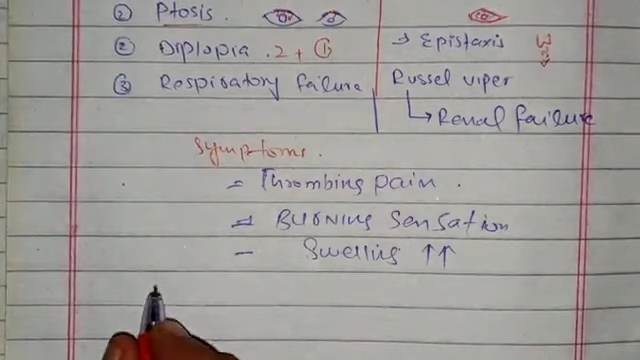 ② Ptosis.
② Diplopia . 2 + ① → Epistaxis
③ Respiratory failure Russel viper
↳ Renal failure
Symptoms.
= Thrombing pain .
= Burning Sensation
- Swelling ↑↑